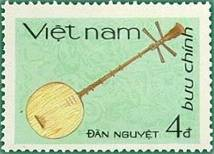 Việt nam
bưu chính
ĐÀN NGUYỆT
4đ